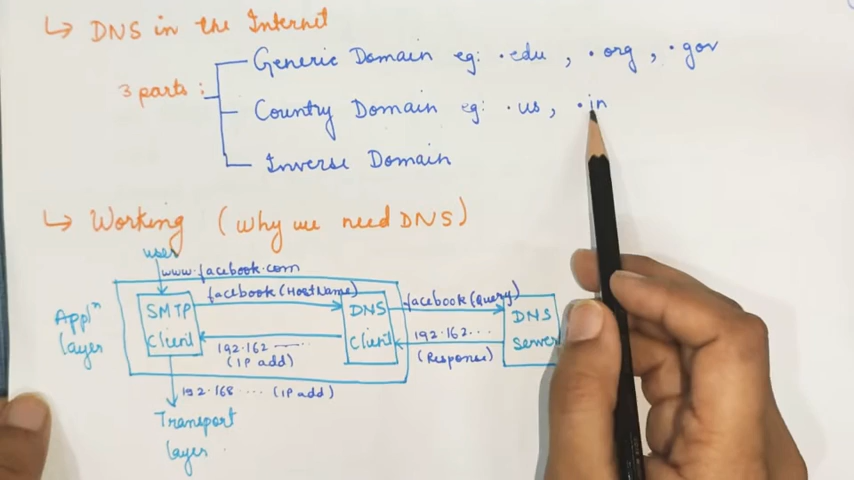 ↳ DNS in the Internet
Generic Domain eg: .edu, .org, .gov
3 parts:
Country Domain eg: .us, .in
Inverse Domain
↳ Working (Why we need DNS)
user
www.facebook.com
facebook (HostName)
facebook (Query)
Applⁿ layer
SMTP Client
DNS Client
DNS Server
192.162 ——
(IP add)
192.162...
(Response)
192.168.... (IP add)
Transport
layer